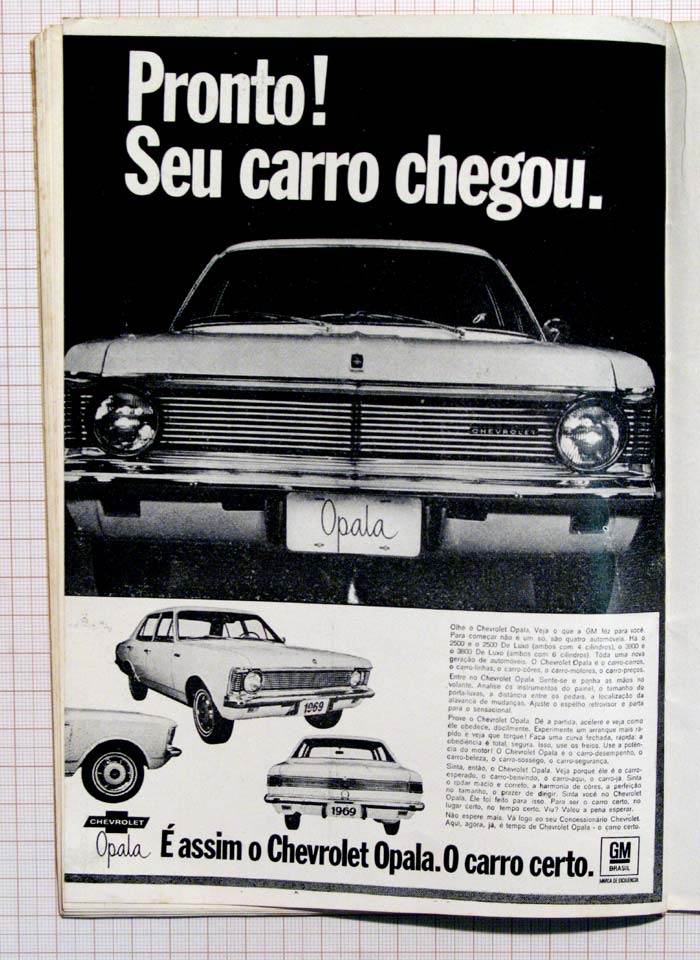 Pronto!
Seu carro chegou.
CHEVROLET
Opala
Olhe o Chevrolet Opala. Veja o que a GM fêz para você.
Para começar não é um só, são quatro automóveis. Há o
2500 e o 2500 De Luxo (ambos com 4 cilindros), o 3800 e
o 3800 De Luxo (ambos com 6 cilindros). Tôda uma nova
geração de automóveis. O Chevrolet Opala é o carro-carros,
o carro-linhas, o carro-côres, o carro-motores, o carro-preços.
Entre no Chevrolet Opala. Sente-se e ponha as mãos no
volante. Analise os instrumentos do painel, o tamanho do
porta-luvas, a distância entre os pedais, a localização da
alavanca de mudanças. Ajuste o espelho retrovisor e parta
para o sensacional.
Prove o Chevrolet Opala. Dê a partida, acelere e veja como
êle obedece, docilmente. Experimente um arranque mais rá-
pido e veja que torque! Faça uma curva fechada, rápida: a
obediência é total, segura. Isso, use os freios. Use a potên-
cia do motor! O Chevrolet Opala é o carro-desempenho, o
carro-beleza, o carro-sossego, o carro-segurança.
Sinta, então, o Chevrolet Opala. Veja porque êle é o carro-
esperado, o carro-benvindo, o carro-aqui, o carro-já. Sinta
o rodar macio e correto, a harmonia de côres, a perfeição
no tamanho, o prazer de dirigir. Sinta você no Chevrolet
Opala. Êle foi feito para isso. Para ser o carro certo, no
lugar certo, no tempo certo. Viu? Valeu a pena esperar.
Não espere mais. Vá logo ao seu Concessionário Chevrolet.
Aqui, agora, já, é tempo de Chevrolet Opala - o carro certo.
1969
1969
CHEVROLET
Opala
É assim o Chevrolet Opala. O carro certo.
GM
BRASIL
MARCA DE EXCELÊNCIA